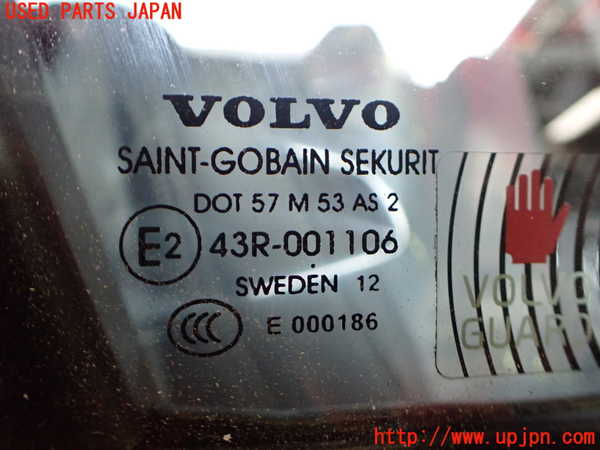 USED PARTS JAPAN
VOLVO
SAINT-GOBAIN SEKURIT
DOT 57 M 53 AS 2
E2 43R-001106
SWEDEN 12
CCC E 000186
VOLVO
GUARD
http://www.upjpn.com/